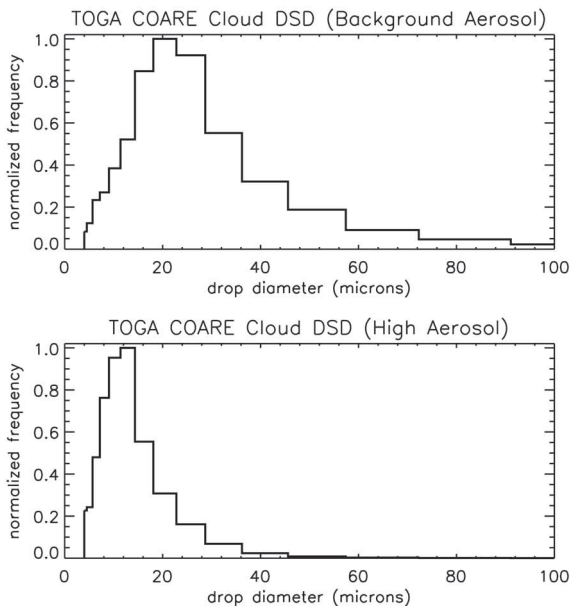 TOGA COARE Cloud DSD (Background Aerosol)
normalized frequency
1.0
0.8
0.6
0.4
0.2
0.0
0 20 40 60 80 100
drop diameter (microns)
TOGA COARE Cloud DSD (High Aerosol)
normalized frequency
1.0
0.8
0.6
0.4
0.2
0.0
0 20 40 60 80 100
drop diameter (microns)